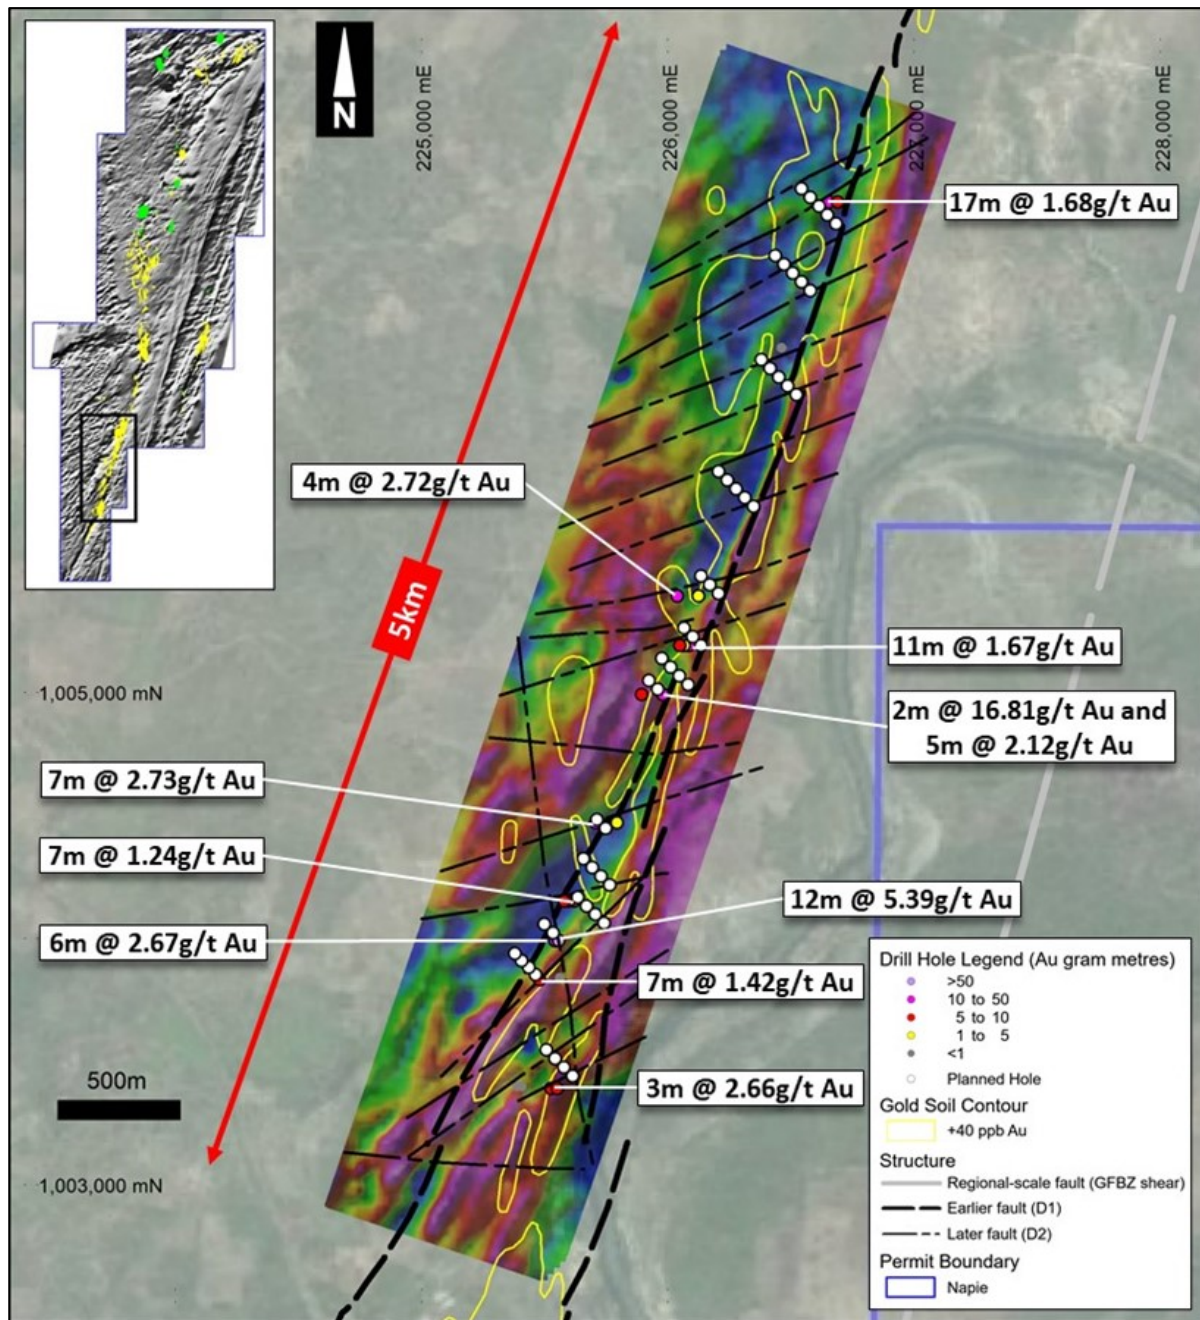 N
225,000 mE
226,000 mE
227,000 mE
228,000 mE
17m @ 1.68g/t Au
4m @ 2.72g/t Au
5km
11m @ 1.67g/t Au
1,005,000 mN
2m @ 16.81g/t Au and
5m @ 2.12g/t Au
7m @ 2.73g/t Au
7m @ 1.24g/t Au
12m @ 5.39g/t Au
6m @ 2.67g/t Au
7m @ 1.42g/t Au
500m
3m @ 2.66g/t Au
1,003,000 mN
Drill Hole Legend (Au gram metres)
>50
10 to 50
5 to 10
1 to 5
<1
Planned Hole
Gold Soil Contour
+40 ppb Au
Structure
Regional-scale fault (GFBZ shear)
Earlier fault (D1)
Later fault (D2)
Permit Boundary
Napie